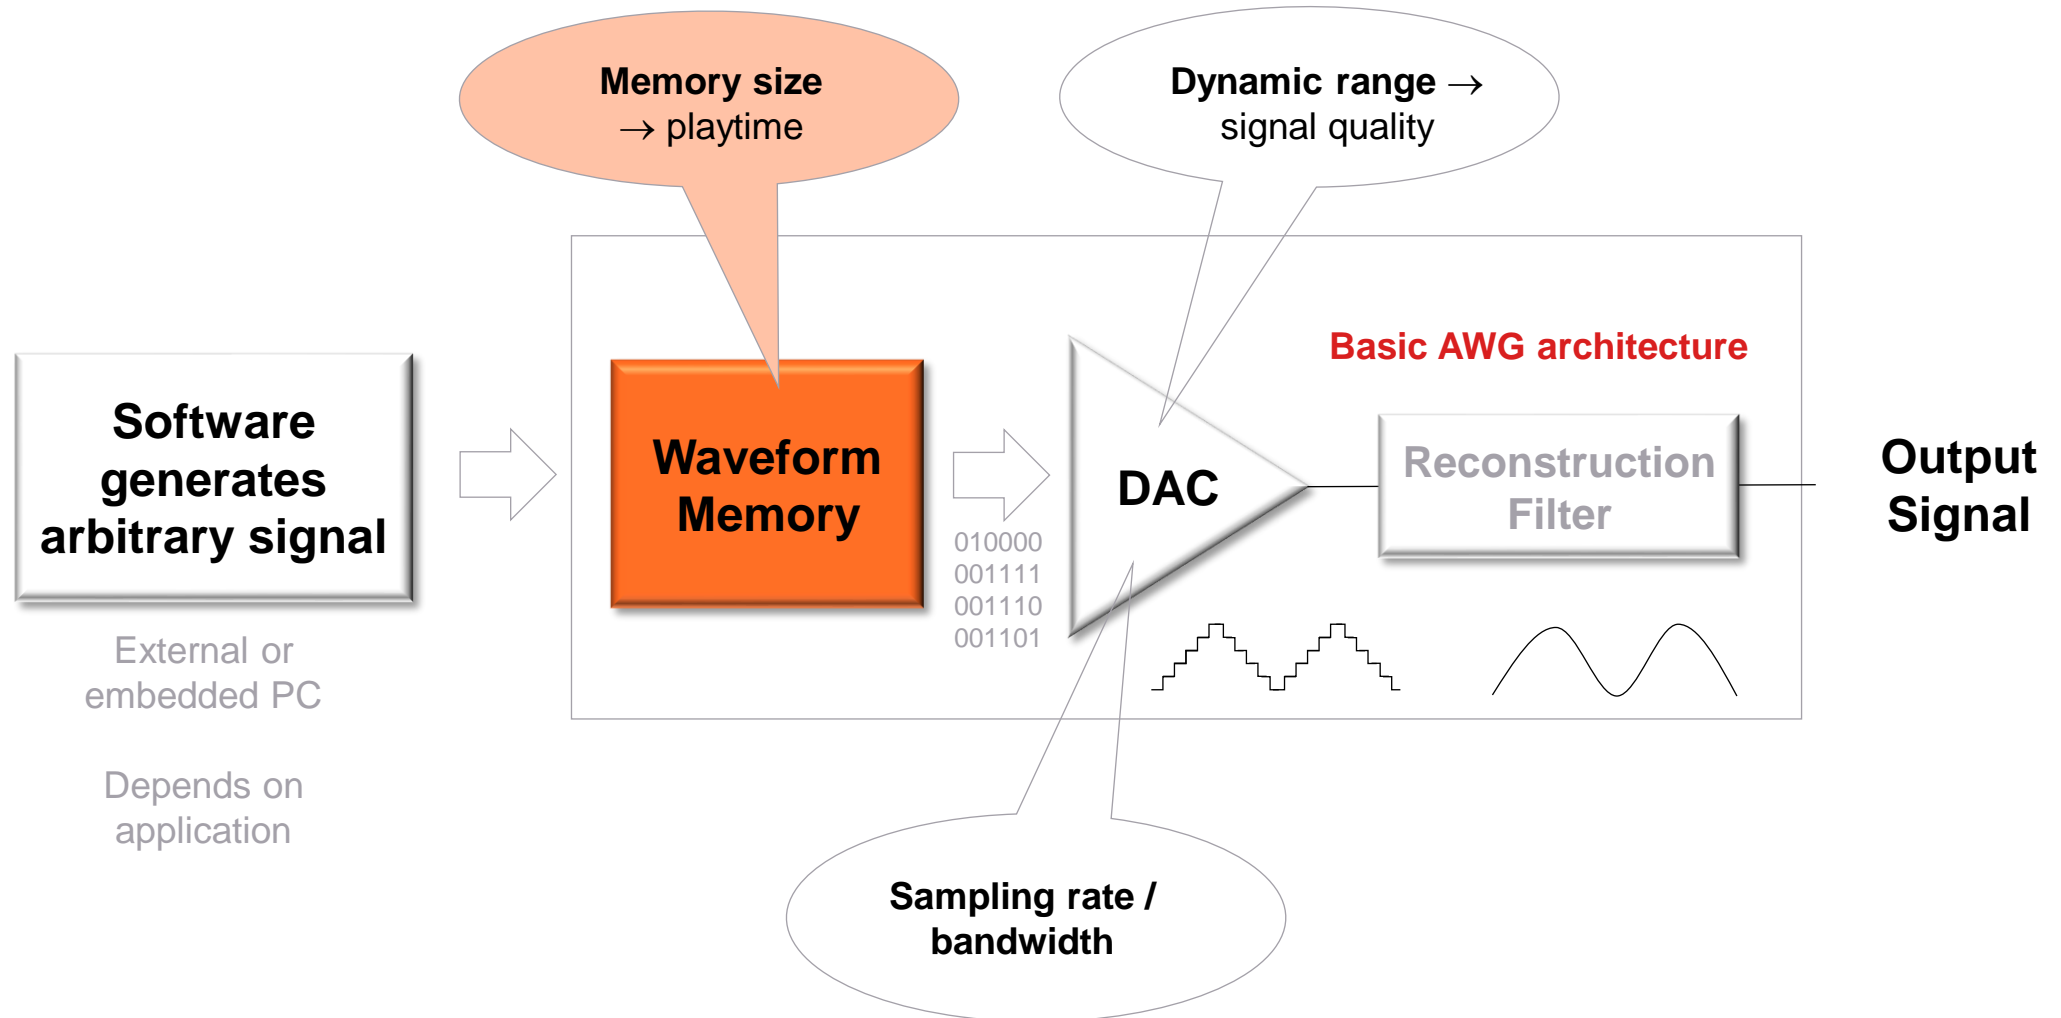 Memory size
→ playtime
Dynamic range →
signal quality
Basic AWG architecture
Software
generates
arbitrary signal
Waveform
Memory
DAC
Reconstruction
Filter
Output
Signal
010000
001111
001110
001101
External or
embedded PC
Depends on
application
Sampling rate /
bandwidth